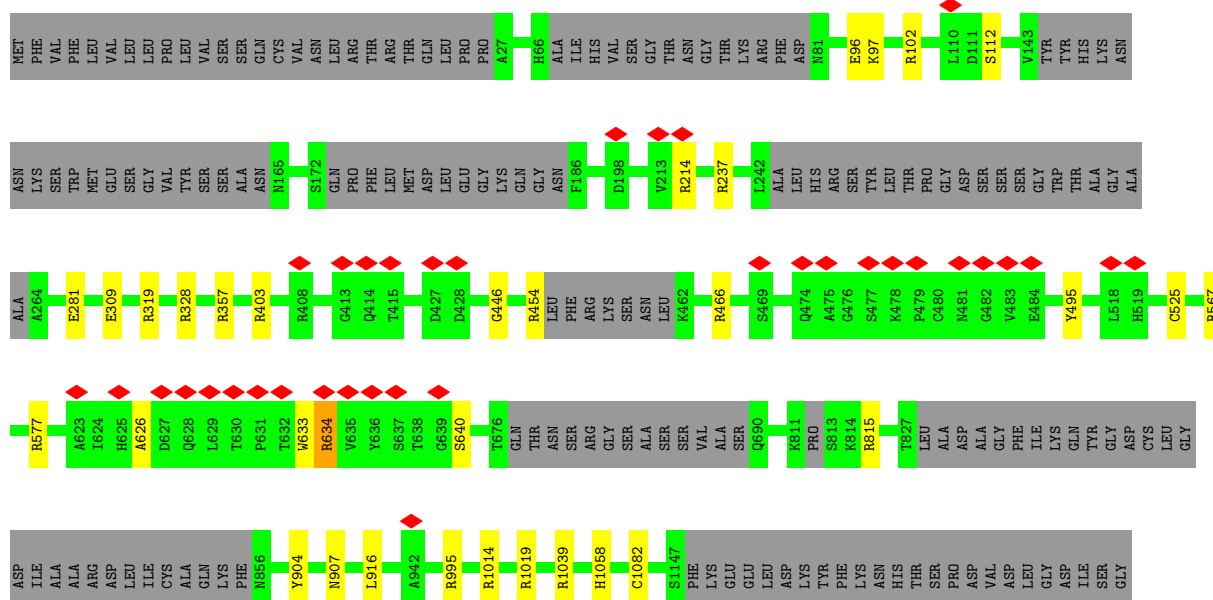 MET PHE VAL PHE LEU VAL LEU LEU PRO LEU VAL SER SER GLN CYS VAL ASN LEU ARG THR ARG THR GLN LEU PRO PRO A27 H66 ALA ILE HIS VAL SER GLY THR ASN GLY THR LYS ARG PHE ASP N81 E96 K97 R102 L110 D111 S112 V143 TYR TYR HIS LYS ASN
ASN LYS SER TRP MET GLU SER GLY VAL TYR SER SER ALA ASN N165 S172 GLN PRO PHE LEU MET ASP LEU GLU GLY LYS GLN GLY ASN F186 D198 V213 R214 R237 L242 ALA LEU HIS ARG SER TYR LEU THR PRO GLY ASP SER SER SER GLY TRP THR ALA GLY ALA
ALA A264 E281 E309 R319 R328 R357 R403 R408 G413 Q414 T415 D427 D428 G446 R454 LEU PHE ARG LYS SER ASN LEU K462 R466 S469 Q474 A475 G476 S477 K478 P479 C480 N481 G482 V483 E484 Y495 L518 H519 C525 R567
R577 A623 I624 H625 A626 D627 Q628 L629 T630 P631 T632 W633 R634 V635 Y636 S637 T638 G639 S640 T676 GLN THR ASN SER ARG GLY SER ALA SER SER VAL ALA SER Q690 K811 PRO S813 K814 R815 T827 LEU ALA ASP ALA GLY PHE ILE LYS GLN TYR GLY ASP CYS LEU GLY
ASP ILE ALA ALA ARG ASP LEU ILE CYS ALA GLN LYS PHE N856 Y904 N907 L916 A942 R995 R1014 R1019 R1039 H1058 C1082 S1147 PHE LYS GLU GLU LEU ASP LYS TYR PHE LYS ASN HIS THR SER PRO ASP VAL ASP LEU GLY ASP ILE SER GLY